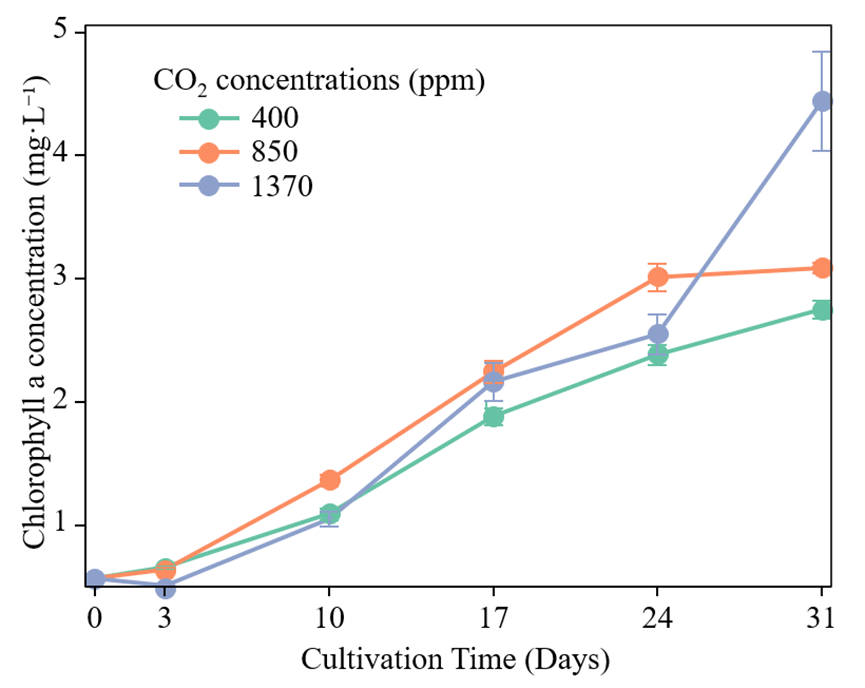 5
4
3
2
1
Chlorophyll a concentration (mg·L⁻¹)
CO₂ concentrations (ppm)
400
850
1370
0 3 10 17 24 31
Cultivation Time (Days)